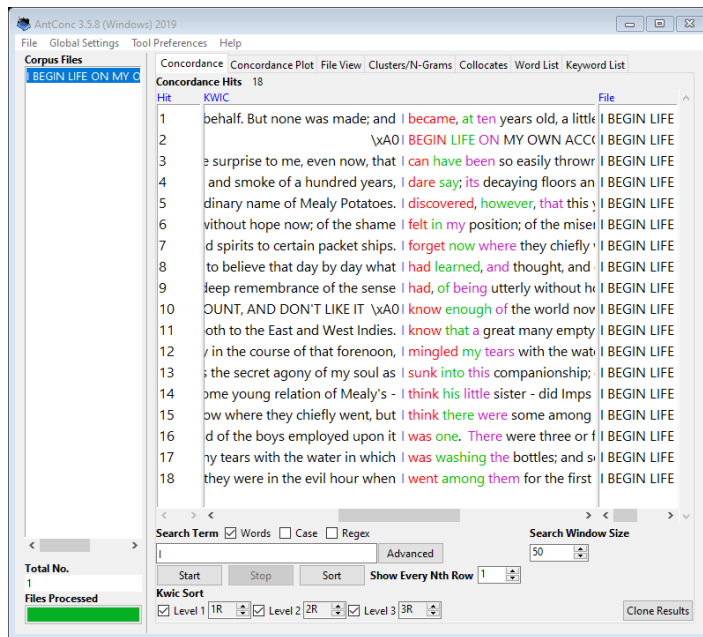 AntConc 3.5.8 (Windows) 2019
File Global Settings Tool Preferences Help
Corpus Files
I BEGIN LIFE ON MY O
Concordance Concordance Plot File View Clusters/N-Grams Collocates Word List Keyword List
Concordance Hits 18
Hit KWIC File
1 behalf. But none was made; and I became, at ten years old, a little I BEGIN LIFE
2 \xA0I BEGIN LIFE ON MY OWN ACCO I BEGIN LIFE
3 e surprise to me, even now, that I can have been so easily thrown I BEGIN LIFE
4 and smoke of a hundred years, I dare say; its decaying floors an I BEGIN LIFE
5 dinary name of Mealy Potatoes. I discovered, however, that this y I BEGIN LIFE
6 without hope now; of the shame I felt in my position; of the miser I BEGIN LIFE
7 d spirits to certain packet ships. I forget now where they chiefly I BEGIN LIFE
8 to believe that day by day what I had learned, and thought, and I BEGIN LIFE
9 deep remembrance of the sense I had, of being utterly without ho I BEGIN LIFE
10 OUNT, AND DON'T LIKE IT \xA0I know enough of the world now I BEGIN LIFE
11 oth to the East and West Indies. I know that a great many empty I BEGIN LIFE
12 y in the course of that forenoon, I mingled my tears with the wate I BEGIN LIFE
13 s the secret agony of my soul as I sunk into this companionship; I BEGIN LIFE
14 ome young relation of Mealy's - I think his little sister - did Imps I BEGIN LIFE
15 ow where they chiefly went, but I think there were some among I BEGIN LIFE
16 d of the boys employed upon it I was one. There were three or f I BEGIN LIFE
17 ny tears with the water in which I was washing the bottles; and s I BEGIN LIFE
18 they were in the evil hour when I went among them for the first I BEGIN LIFE
Search Term Words Case Regex Search Window Size
I Advanced 50
Total No.
1
Start Stop Sort Show Every Nth Row 1
Files Processed
Kwic Sort
Level 1 1R Level 2 2R Level 3 3R Clone Results